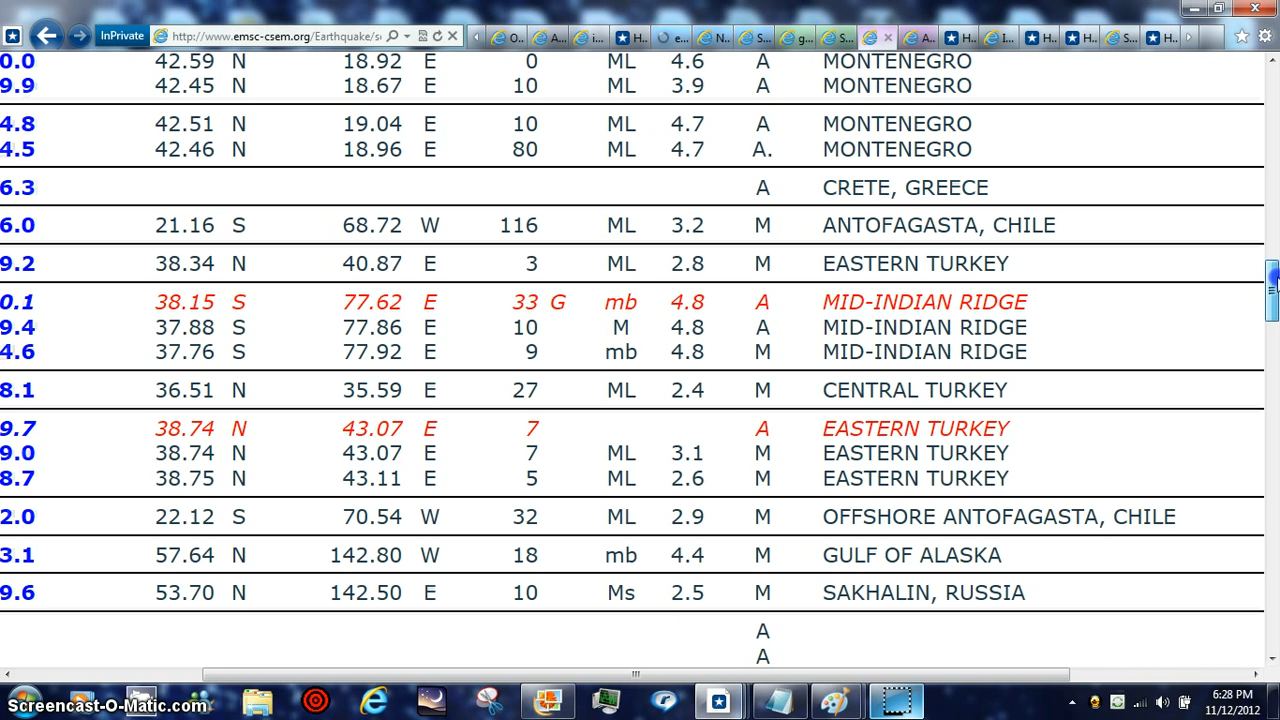 InPrivate http://www.emsc-csem.org/Earthquake/s
0.0 42.59 N 18.92 E 0 ML 4.6 A MONTENEGRO
9.9 42.45 N 18.67 E 10 ML 3.9 A MONTENEGRO
4.8 42.51 N 19.04 E 10 ML 4.7 A MONTENEGRO
4.5 42.46 N 18.96 E 80 ML 4.7 A. MONTENEGRO
6.3 A CRETE, GREECE
6.0 21.16 S 68.72 W 116 ML 3.2 M ANTOFAGASTA, CHILE
9.2 38.34 N 40.87 E 3 ML 2.8 M EASTERN TURKEY
0.1 38.15 S 77.62 E 33 G mb 4.8 A MID-INDIAN RIDGE
9.4 37.88 S 77.86 E 10 M 4.8 A MID-INDIAN RIDGE
4.6 37.76 S 77.92 E 9 mb 4.8 M MID-INDIAN RIDGE
8.1 36.51 N 35.59 E 27 ML 2.4 M CENTRAL TURKEY
9.7 38.74 N 43.07 E 7 A EASTERN TURKEY
9.0 38.74 N 43.07 E 7 ML 3.1 M EASTERN TURKEY
8.7 38.75 N 43.11 E 5 ML 2.6 M EASTERN TURKEY
2.0 22.12 S 70.54 W 32 ML 2.9 M OFFSHORE ANTOFAGASTA, CHILE
3.1 57.64 N 142.80 W 18 mb 4.4 M GULF OF ALASKA
9.6 53.70 N 142.50 E 10 Ms 2.5 M SAKHALIN, RUSSIA
A
A
6:28 PM
Screencast-O-Matic.com
11/12/2012